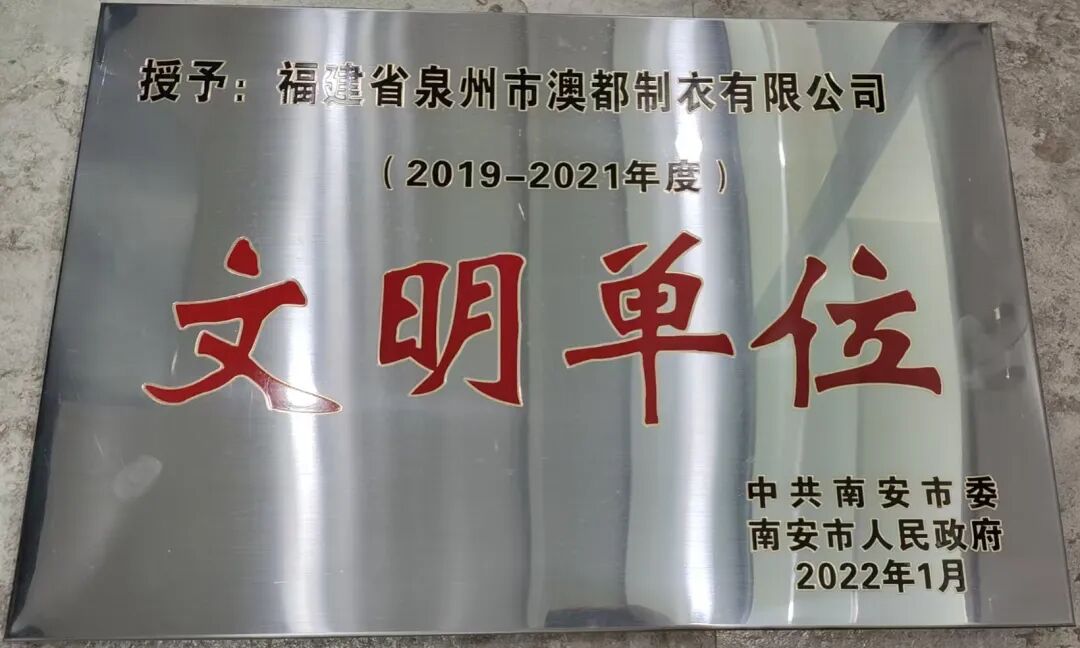 授予：福建省泉州市澳都制衣有限公司
（2019-2021年度）
文明单位
中共南安市委
南安市人民政府
2022年1月